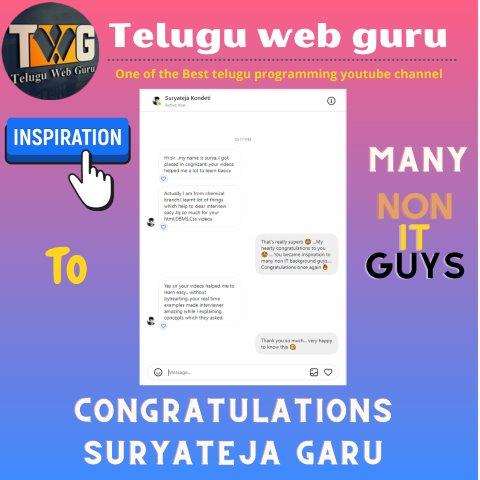 TWG
Telugu Web Guru
Telugu web guru
One of the Best telugu programming youtube channel
INSPIRATION
TO
MANY
NON
IT
GUYS
Suryateja Kondeti
Active now
10:17 PM
Hi sir ..my name is surya..I got
placed in cognizant.your videos
helped me a lot to learn basics
Actually I am from chemical
branch.I learnt lot of things
which help to clear interview
easy.tq so much for your
html,DBMS,Css videos
That's really superb 😍 ...My
hearty congratulations to you
😍 ... You became inspiration to
many non IT background guys...
Congratulations once again 🔥
Yes sir your videos helped me to
learn easy.. without
byhearting..your real time
examples made interviewer
amazing while I explaining
concepts which they asked.
Thank you so much... very happy
to know this 😘
Message...
CONGRATULATIONS
SURYATEJA GARU